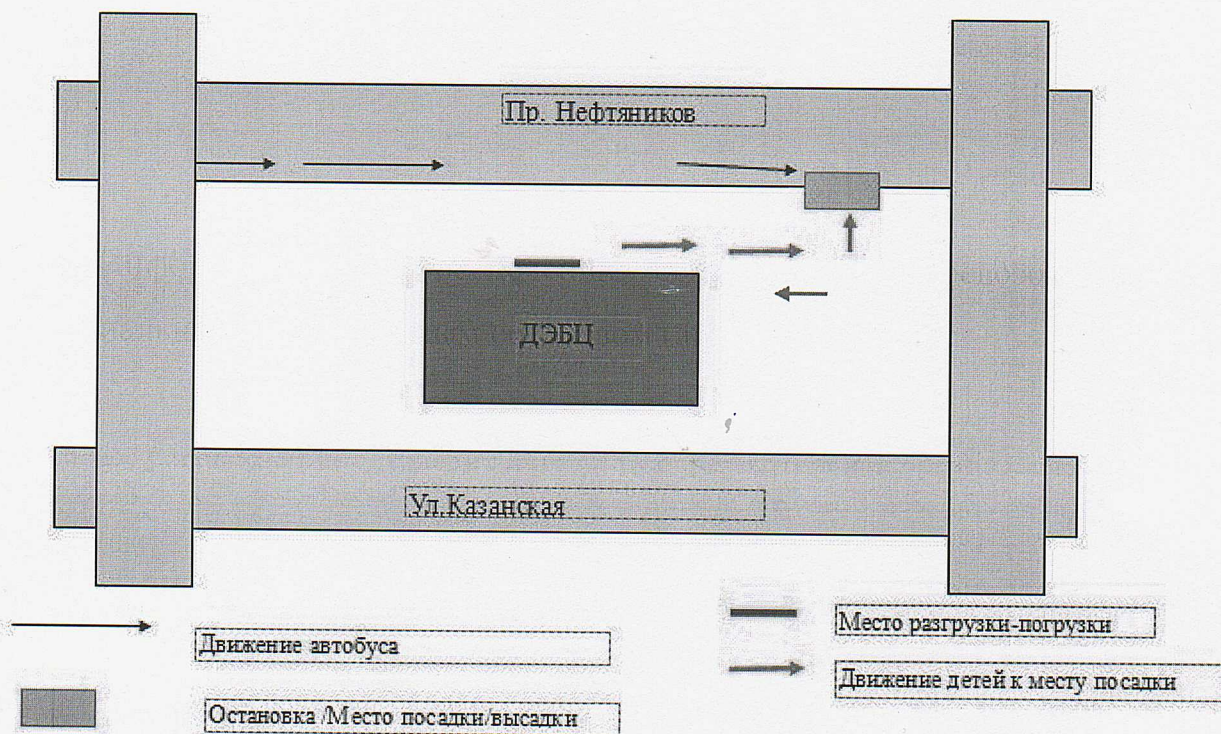 Пр. Нефтяников
ДЭБЦ
Ул.Казанская
Движение автобуса
Остановка /Место посадки/высадки
Место разгрузки-погрузки
Движение детей к месту посадки